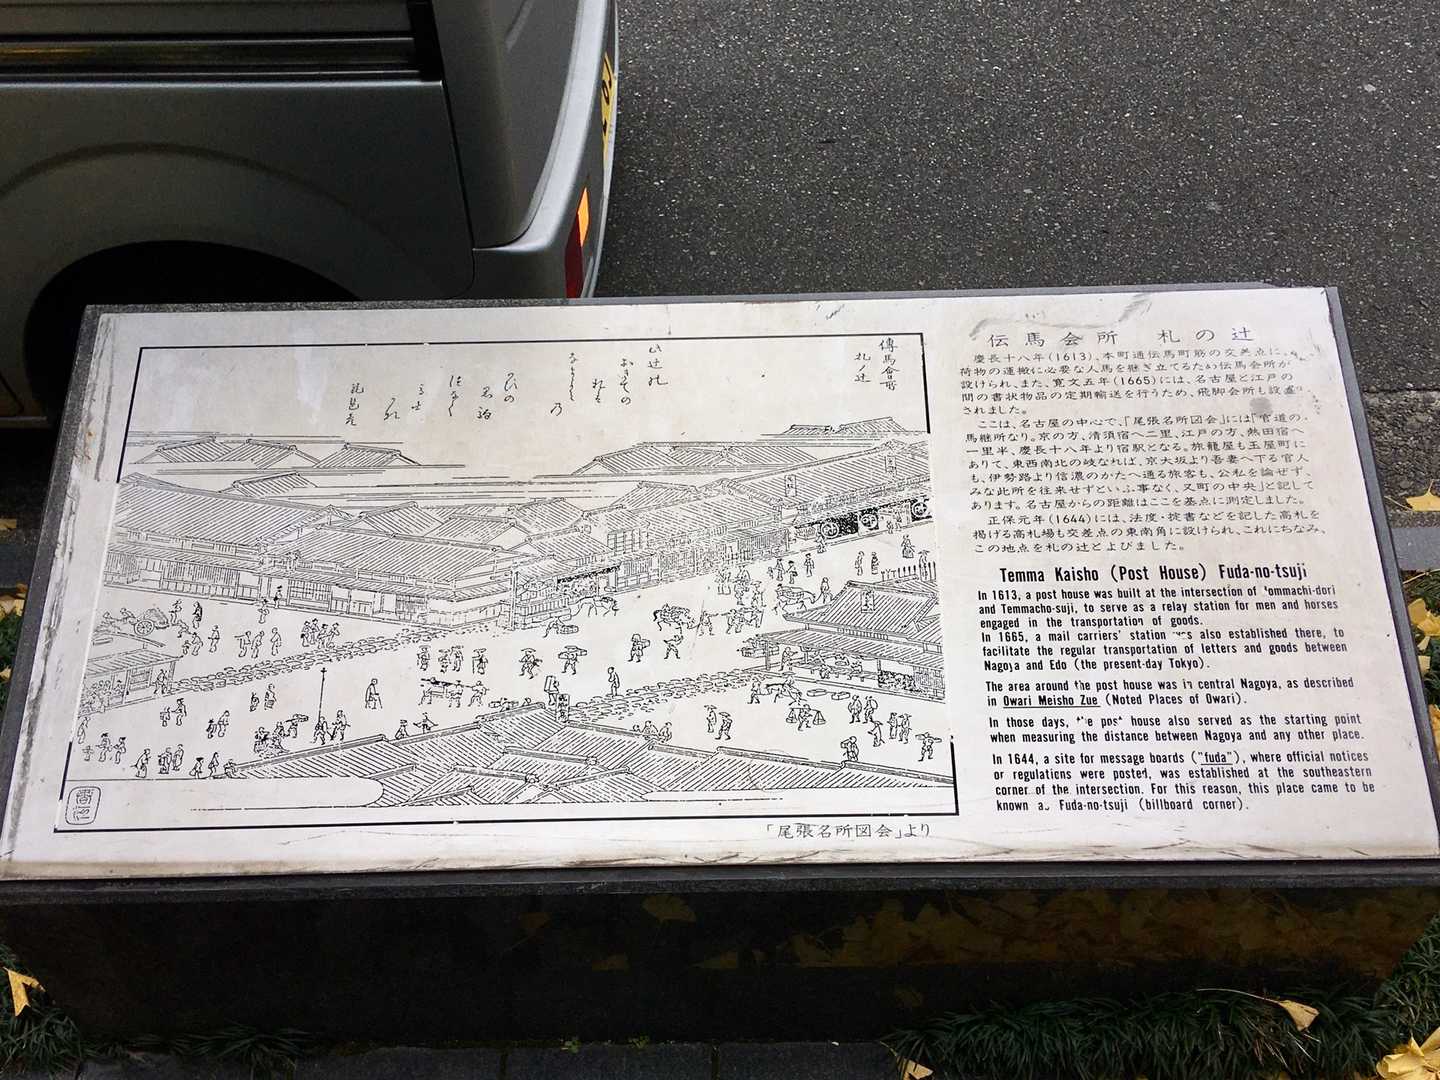 傳馬會所
札ノ辻
伝馬会所 札の辻
慶長十八年(1613)、本町通伝馬町筋の交差点に、
荷物の運搬に必要な人馬を継ぎ立てるため伝馬会所が
設けられ、また、寛文五年(1665)には、名古屋と江戸の
間の書状物品の定期輸送を行うため、飛脚会所も設置
されました。
ここは、名古屋の中心で、「尾張名所図会」には「官道の
馬継所なり。京の方、清須宿へ二里、江戸の方、熱田宿へ
一里半、慶長十八年より宿駅となる。旅籠屋も玉屋町に
ありて、東西南北の岐なれば、京大坂より吾妻へ下る官人
も、伊勢路より信濃のかたへ通る旅客も、公私を論ぜず、
みな此所を往来せずといふ事なく、又町の中央」と記して
あります。名古屋からの距離はここを基点に測定しました。
正保元年(1644)には、法度・掟書などを記した高札を
掲げる高札場も交差点の東南角に設けられ、これにちなみ、
この地点を札の辻とよびました。
Temma Kaisho (Post House) Fuda-no-tsuji
In 1613, a post house was built at the intersection of ommachi-dori
and Temmacho-suji, to serve as a relay station for men and horses
engaged in the transportation of goods.
In 1665, a mail carriers' station was also established there, to
facilitate the regular transportation of letters and goods between
Nagoya and Edo (the present-day Tokyo).
The area around the post house was in central Nagoya, as described
in Owari Meisho Zue (Noted Places of Owari).
In those days, the post house also served as the starting point
when measuring the distance between Nagoya and any other place.
In 1644, a site for message boards ("fuda"), where official notices
or regulations were posted, was established at the southeastern
corner of the intersection. For this reason, this place came to be
known as Fuda-no-tsuji (billboard corner).
「尾張名所図会」より